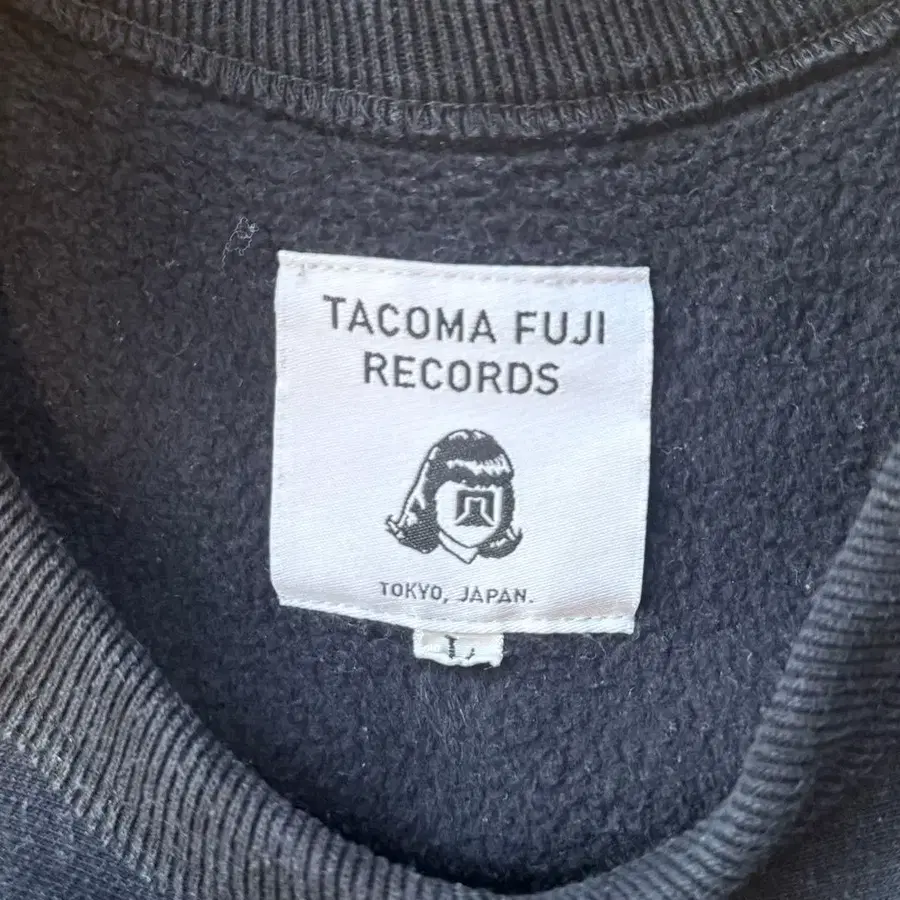 TACOMA FUJI
RECORDS
TOKYO, JAPAN.
L